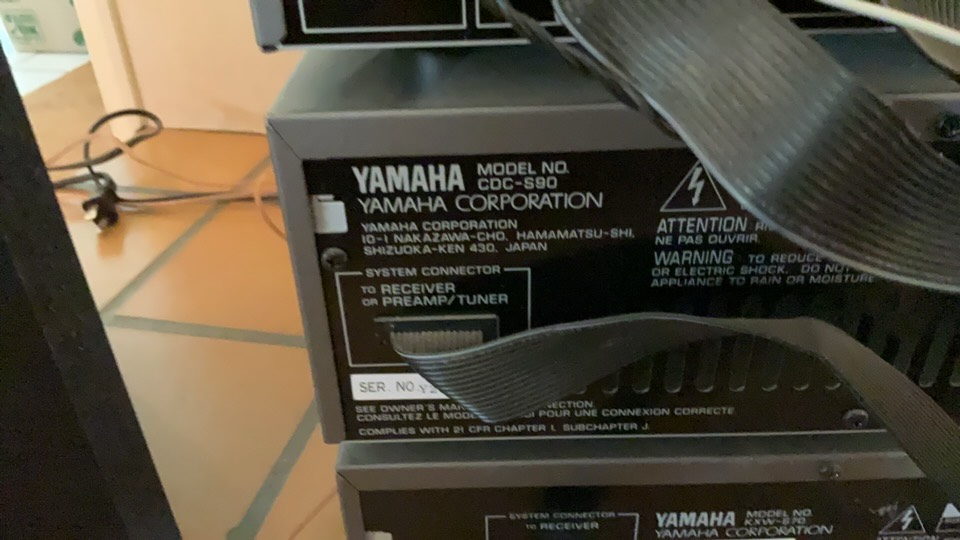 YAMAHA MODEL NO.
CDC-S90
YAMAHA CORPORATION
YAMAHA CORPORATION
10-1 NAKAZAWA-CHO, HAMAMATSU-SHI,
SHIZUOKA-KEN 430, JAPAN
ATTENTION
NE PAS OUVRIR.
WARNING TO REDUCE
OR ELECTRIC SHOCK, DO NOT
APPLIANCE TO RAIN OR MOISTURE
SYSTEM CONNECTOR
TO RECEIVER
OR PREAMP/TUNER
SER. NO.
SEE OWNER'S
CONSULTEZ LE POUR UNE CONNEXION CORRECTE
COMPLIES WITH 21 CFR CHAPTER I, SUBCHAPTER J.
SYSTEM CONNECTOR
TO RECEIVER
YAMAHA MODEL NO.
KXW-S70
YAMAHA CORPORATION